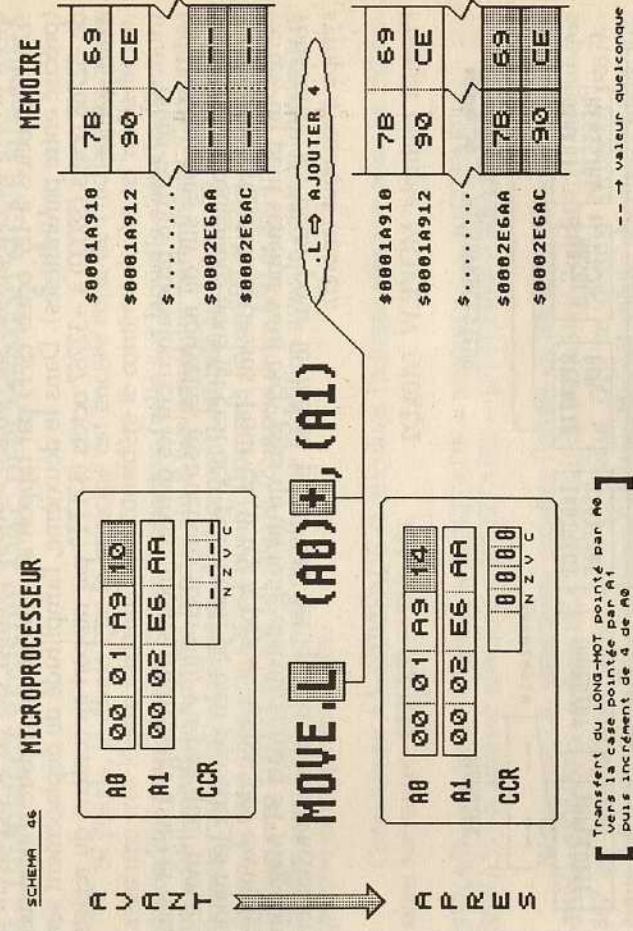 SCHEMA 46
MICROPROCESSEUR
MEMOIRE
AVANT
A0 00 01 A9 10
A1 00 02 E6 AA
CCR - - - -
N Z V C
$0001A910 7B 69
$0001A912 90 CE
$........
$0002E6AA -- --
$0002E6AC -- --
MOVE.L (A0)+,(A1)
.L ⇨ AJOUTER 4
APRES
A0 00 01 A9 14
A1 00 02 E6 AA
CCR 0 0 0 0
N Z V C
$0001A910 7B 69
$0001A912 90 CE
$........
$0002E6AA 7B 69
$0002E6AC 90 CE
[ Transfert du LONG-MOT pointé par A0
vers la case pointée par A1
puis incrément de 4 de A0 ]
-- → valeur quelconque